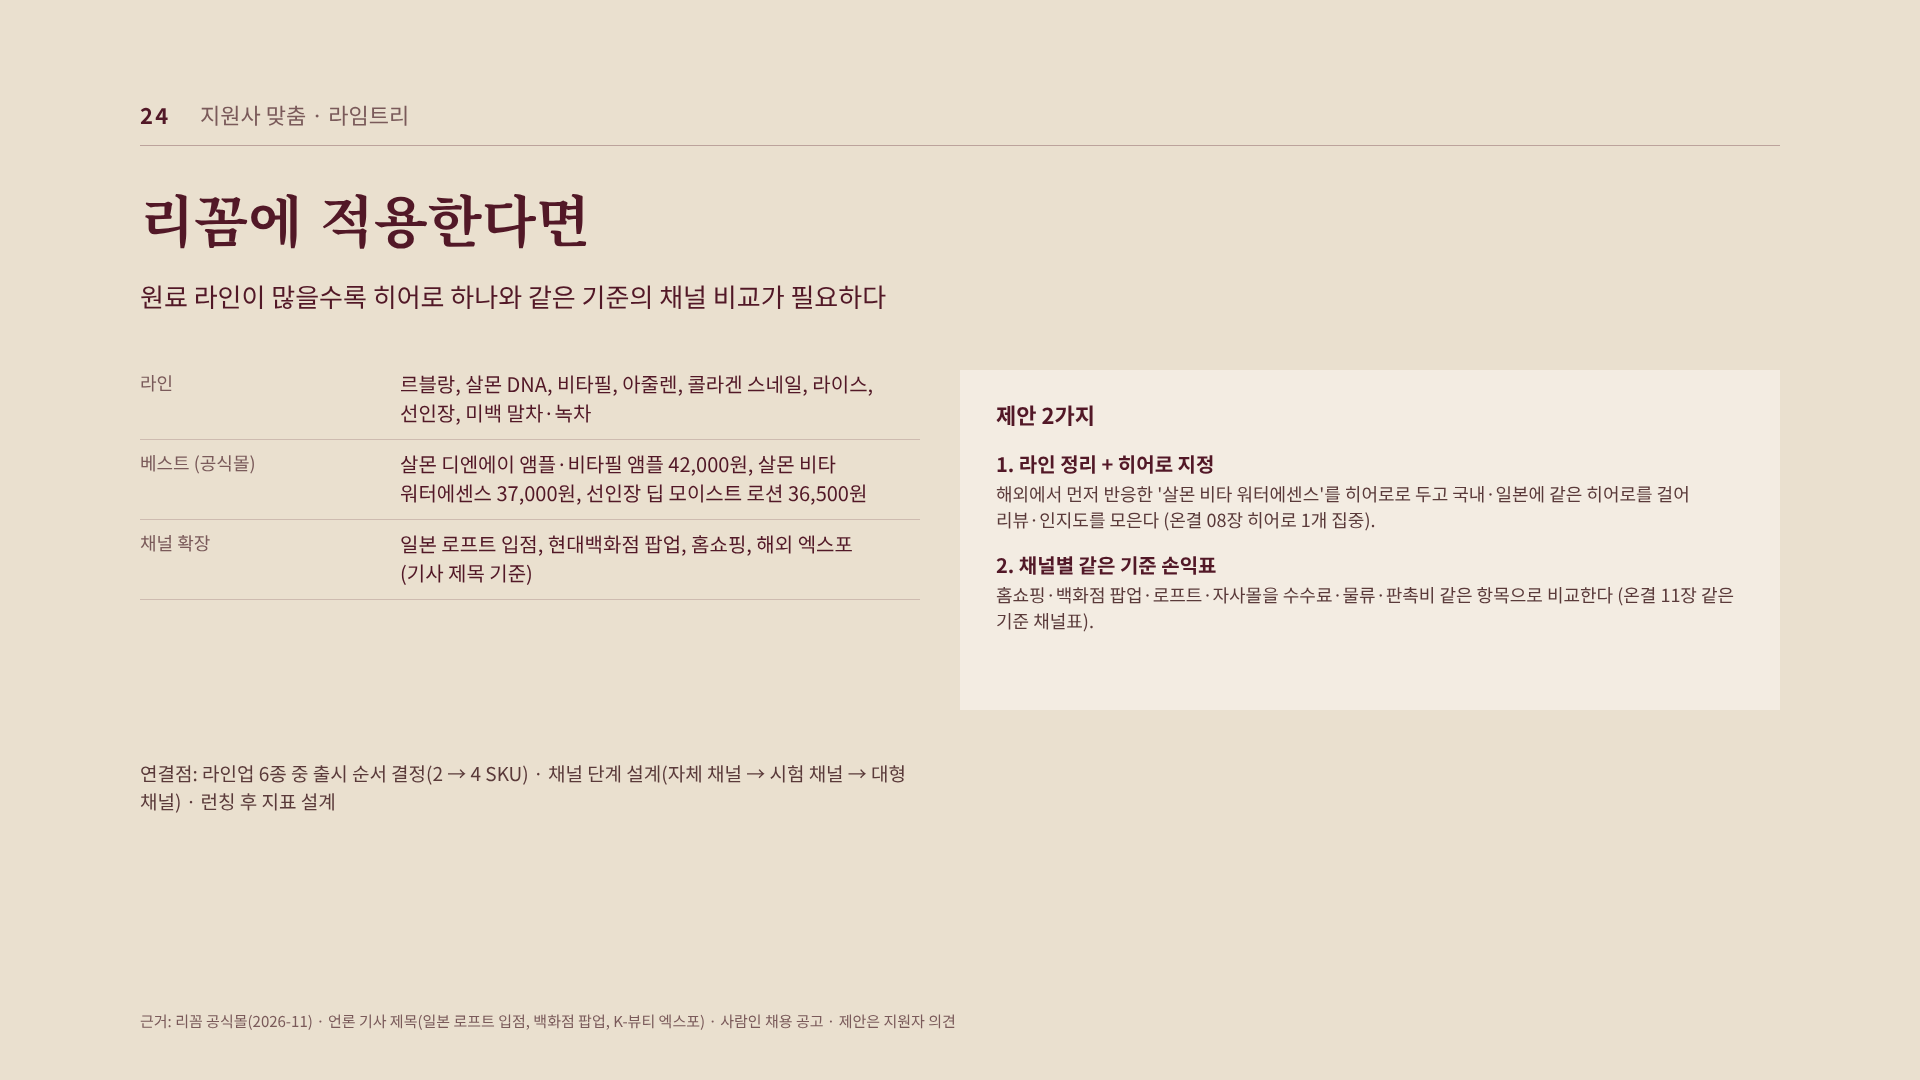 24 지원사 맞춤 · 라임트리
리꼼에 적용한다면
원료 라인이 많을수록 히어로 하나와 같은 기준의 채널 비교가 필요하다
라인
르블랑, 살몬 DNA, 비타필, 아줄렌, 콜라겐 스네일, 라이스,
선인장, 미백 말차·녹차
베스트 (공식몰)
살몬 디엔에이 앰플·비타필 앰플 42,000원, 살몬 비타
워터에센스 37,000원, 선인장 딥 모이스트 로션 36,500원
채널 확장
일본 로프트 입점, 현대백화점 팝업, 홈쇼핑, 해외 엑스포
(기사 제목 기준)
제안 2가지
1. 라인 정리 + 히어로 지정
해외에서 먼저 반응한 '살몬 비타 워터에센스'를 히어로로 두고 국내·일본에 같은 히어로를 걸어
리뷰·인지도를 모은다 (온결 08장 히어로 1개 집중).
2. 채널별 같은 기준 손익표
홈쇼핑·백화점 팝업·로프트·자사몰을 수수료·물류·판촉비 같은 항목으로 비교한다 (온결 11장 같은
기준 채널표).
연결점: 라인업 6종 중 출시 순서 결정(2 → 4 SKU) · 채널 단계 설계(자체 채널 → 시험 채널 → 대형
채널) · 런칭 후 지표 설계
근거: 리꼼 공식몰(2026-11) · 언론 기사 제목(일본 로프트 입점, 백화점 팝업, K-뷰티 엑스포) · 사람인 채용 공고 · 제안은 지원자 의견